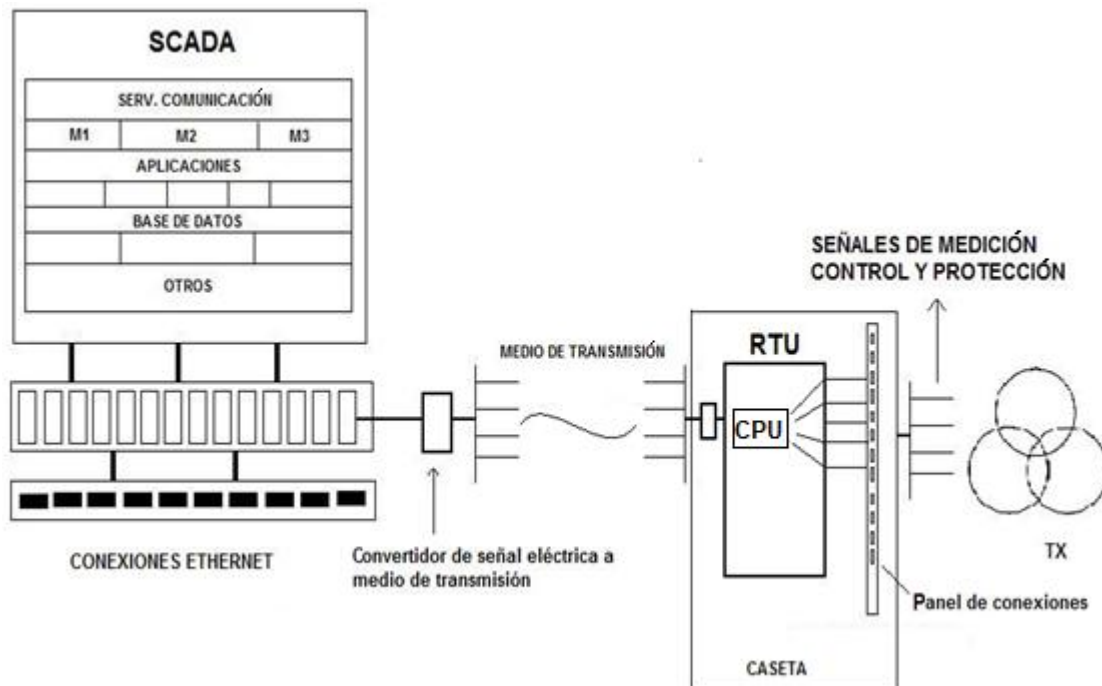 SCADA
SERV. COMUNICACIÓN
M1 M2 M3
APLICACIONES
BASE DE DATOS
OTROS
CONEXIONES ETHERNET
Convertidor de señal eléctrica a
medio de transmisión
MEDIO DE TRANSMISIÓN
RTU
CPU
CASETA
SEÑALES DE MEDICIÓN
CONTROL Y PROTECCIÓN
TX
Panel de conexiones